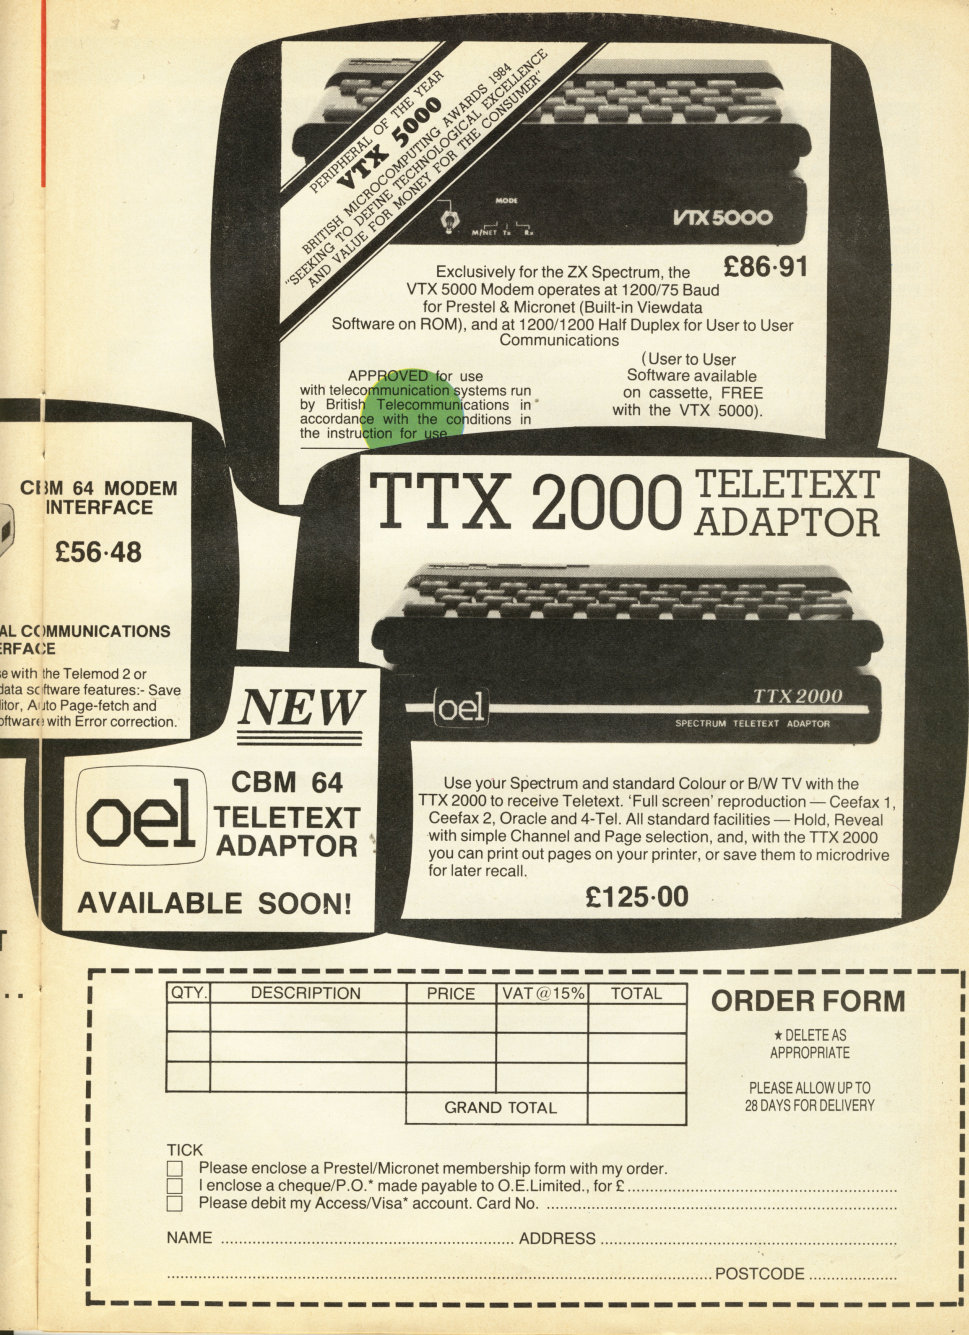 PERIPHERAL OF THE YEAR
VTX 5000
BRITISH MICROCOMPUTING AWARDS 1984
"SEEKING TO DEFINE TECHNOLOGICAL EXCELLENCE
AND VALUE FOR MONEY FOR THE CONSUMER"
MODE
M/NET Tx Rx
VTX 5000
£86·91
Exclusively for the ZX Spectrum, the
VTX 5000 Modem operates at 1200/75 Baud
for Prestel & Micronet (Built-in Viewdata
Software on ROM), and at 1200/1200 Half Duplex for User to User
Communications
(User to User
Software available
on cassette, FREE
with the VTX 5000).
APPROVED for use
with telecommunication systems run
by British Telecommunications in
accordance with the conditions in
the instruction for use
CBM 64 MODEM
INTERFACE
£56·48
AL COMMUNICATIONS
ERFACE
se with the Telemod 2 or
data software features:- Save
ditor, Auto Page-fetch and
oftware with Error correction.
TTX 2000 TELETEXT
ADAPTOR
oel
TTX 2000
SPECTRUM TELETEXT ADAPTOR
Use your Spectrum and standard Colour or B/W TV with the
TTX 2000 to receive Teletext. 'Full screen' reproduction — Ceefax 1,
Ceefax 2, Oracle and 4-Tel. All standard facilities — Hold, Reveal
with simple Channel and Page selection, and, with the TTX 2000
you can print out pages on your printer, or save them to microdrive
for later recall.
£125·00
NEW
oel
CBM 64
TELETEXT
ADAPTOR
AVAILABLE SOON!
T
QTY. DESCRIPTION PRICE VAT @ 15% TOTAL
GRAND TOTAL
ORDER FORM
★ DELETE AS
APPROPRIATE
PLEASE ALLOW UP TO
28 DAYS FOR DELIVERY
TICK
Please enclose a Prestel/Micronet membership form with my order.
I enclose a cheque/P.O.* made payable to O.E.Limited., for £
Please debit my Access/Visa* account. Card No.
NAME ADDRESS
POSTCODE